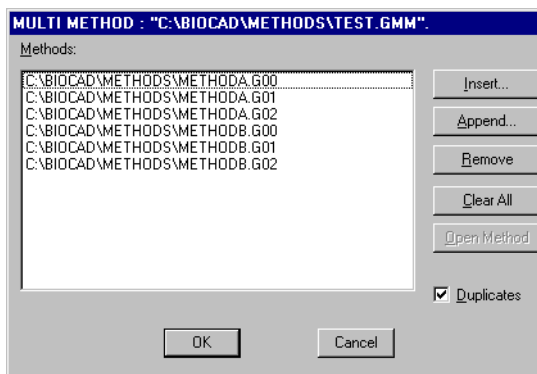 MULTI METHOD : "C:\BIOCAD\METHODS\TEST.GMM".
Methods:
C:\BIOCAD\METHODS\METHODA.G00
C:\BIOCAD\METHODS\METHODA.G01
C:\BIOCAD\METHODS\METHODA.G02
C:\BIOCAD\METHODS\METHODB.G00
C:\BIOCAD\METHODS\METHODB.G01
C:\BIOCAD\METHODS\METHODB.G02
Insert...
Append...
Remove
Clear All
Open Method
Duplicates
OK
Cancel